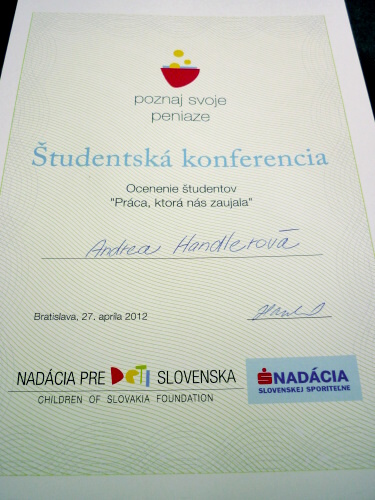 poznaj svoje
peniaze
Študentská konferencia
Ocenenie študentov
"Práca, ktorá nás zaujala"
Andrea Handlerová
Bratislava, 27. apríla 2012
NADÁCIA PRE DETI SLOVENSKA
CHILDREN OF SLOVAKIA FOUNDATION
NADÁCIA
SLOVENSKEJ SPORITEĽNE